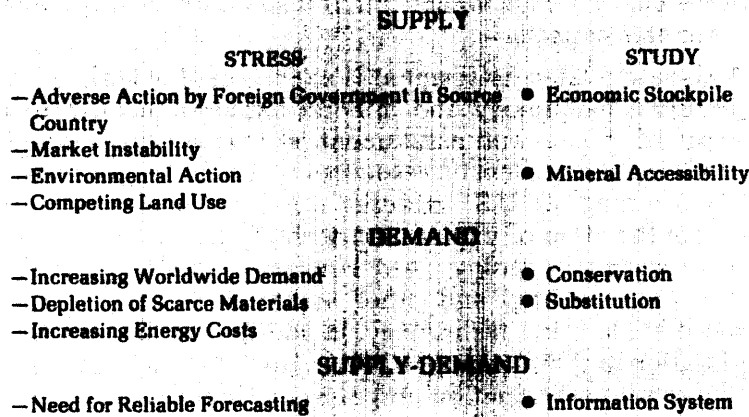 SUPPLY
STRESS STUDY
—Adverse Action by Foreign Government in Source ● Economic Stockpile
Country
—Market Instability
—Environmental Action ● Mineral Accessibility
—Competing Land Use
DEMAND
—Increasing Worldwide Demand ● Conservation
—Depletion of Scarce Materials ● Substitution
—Increasing Energy Costs
SUPPLY-DEMAND
—Need for Reliable Forecasting ● Information System